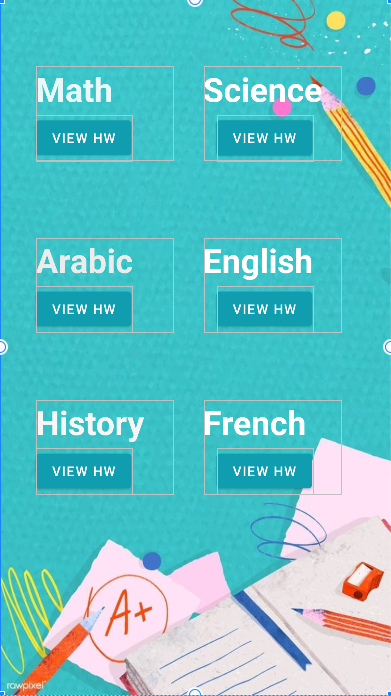 Math Science
VIEW HW VIEW HW
Arabic English
VIEW HW VIEW HW
History French
VIEW HW VIEW HW
A+
rawpixel